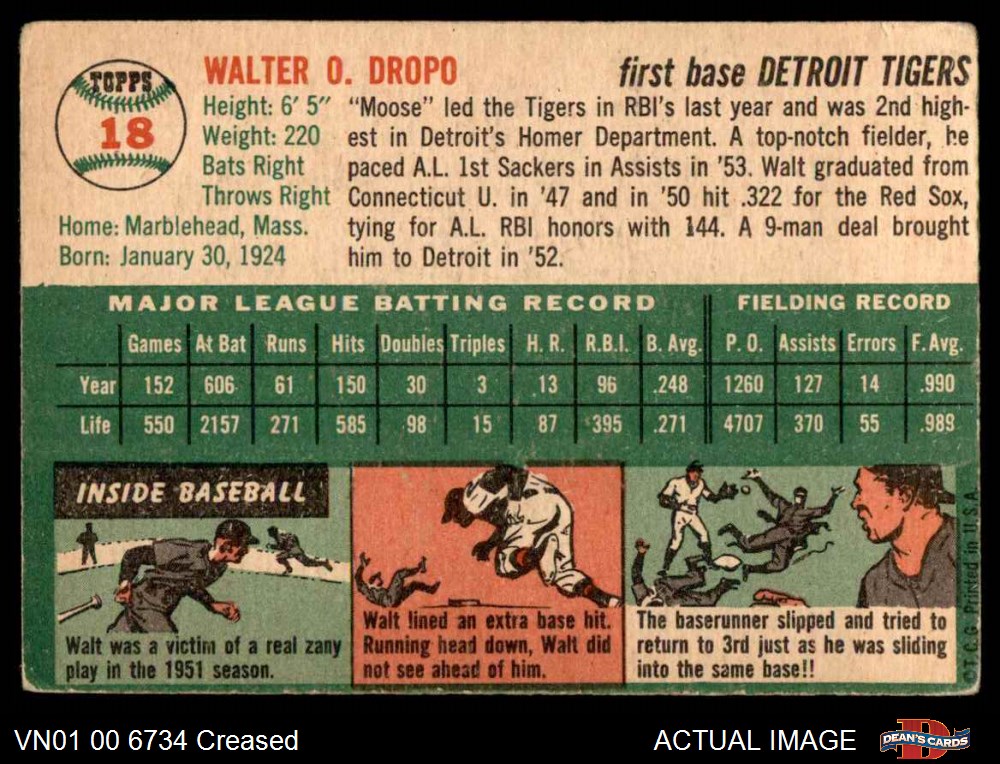 TOPPS
18
WALTER O. DROPO
first base DETROIT TIGERS
Height: 6' 5"
Weight: 220
Bats Right
Throws Right
Home: Marblehead, Mass.
Born: January 30, 1924
"Moose" led the Tigers in RBI's last year and was 2nd high-
est in Detroit's Homer Department. A top-notch fielder, he
paced A.L. 1st Sackers in Assists in '53. Walt graduated from
Connecticut U. in '47 and in '50 hit .322 for the Red Sox,
tying for A.L. RBI honors with 144. A 9-man deal brought
him to Detroit in '52.
MAJOR LEAGUE BATTING RECORD FIELDING RECORD
Games At Bat Runs Hits Doubles Triples H. R. R.B.I. B. Avg. P. O. Assists Errors F. Avg.
Year 152 606 61 150 30 3 13 96 .248 1260 127 14 .990
Life 550 2157 271 585 98 15 87 395 .271 4707 370 55 .989
INSIDE BASEBALL
Walt was a victim of a real zany
play in the 1951 season.
Walt lined an extra base hit.
Running head down, Walt did
not see ahead of him.
The baserunner slipped and tried to
return to 3rd just as he was sliding
into the same base!!
© T. C. G. Printed in U.S.A.
VN01 00 6734 Creased
ACTUAL IMAGE
D
DEAN'S CARDS